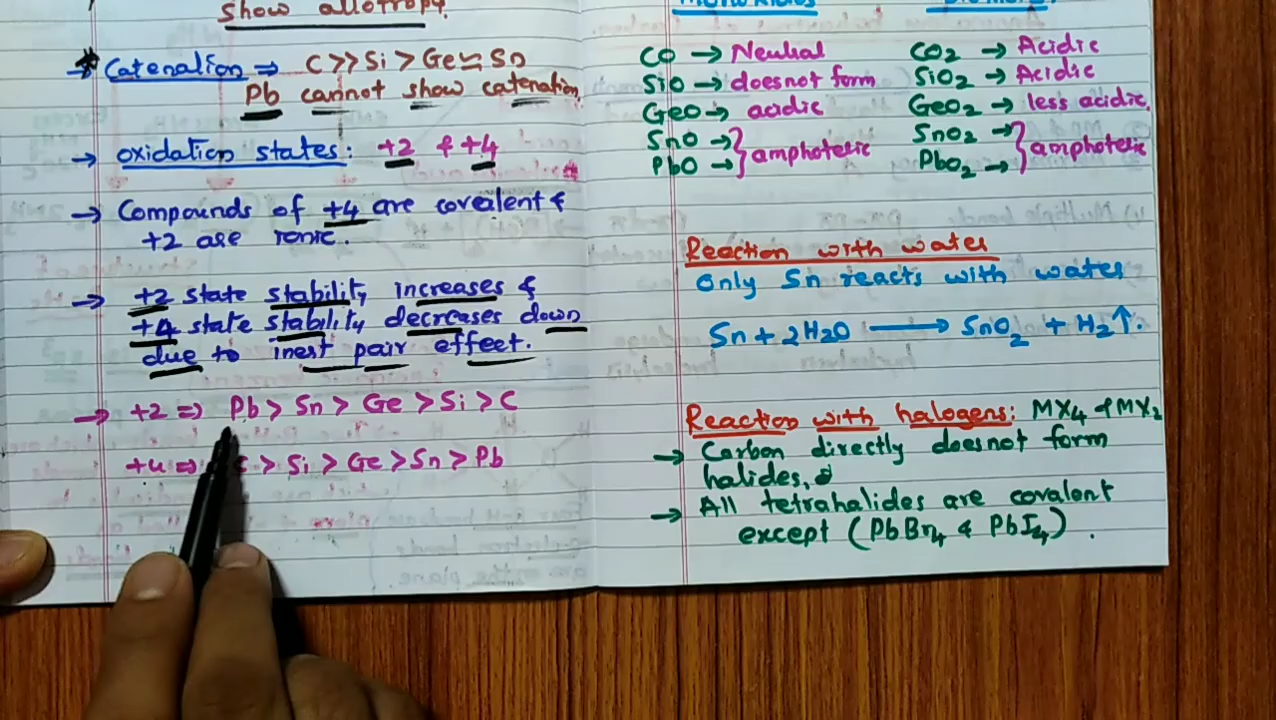 show allotropy.
→ Catenation ⇒ C >> Si > Ge ≃ Sn
Pb cannot show catenation.
→ oxidation states: +2 & +4
→ Compounds of +4 are covalent &
+2 are ionic.
→ +2 state stability increases &
+4 state stability decreases down
due to inert pair effect.
→ +2 ⇒ Pb > Sn > Ge > Si > C
+4 ⇒ C > Si > Ge > Sn > Pb
CO → Neutral
SiO → doesnot form
GeO → acidic
SnO →
PbO → } amphoteric
CO2 → Acidic
SiO2 → Acidic
GeO2 → less acidic.
SnO2 →
PbO2 → } amphoteric
Reaction with water
Only Sn reacts with water
Sn + 2H2O → SnO2 + H2↑.
Reaction with halogens: MX4 & MX2
→ Carbon directly doesnot form
halides.
→ All tetrahalides are covalent
except (PbBr4 & PbI4).